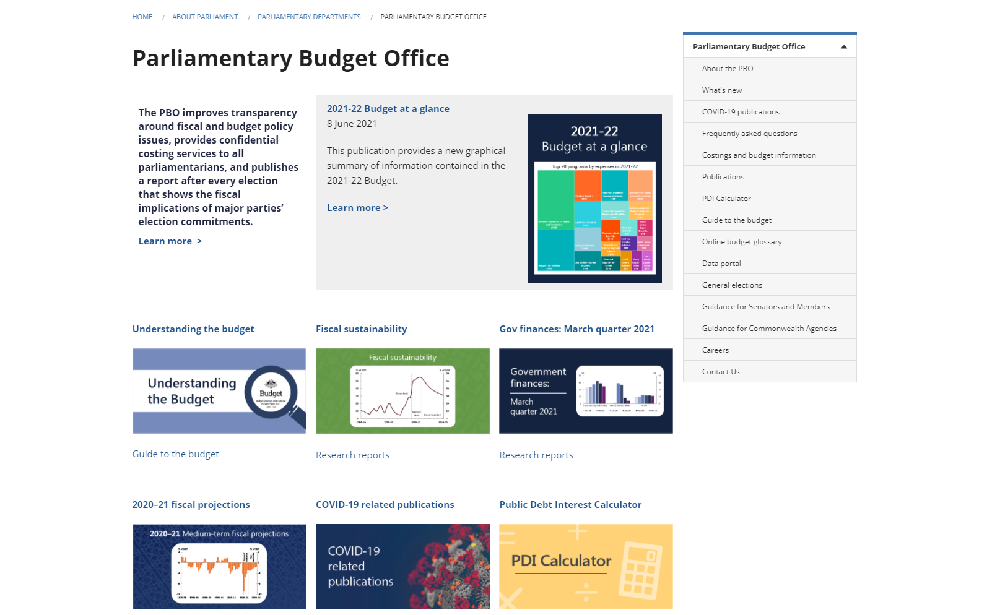 HOME / ABOUT PARLIAMENT / PARLIAMENTARY DEPARTMENTS / PARLIAMENTARY BUDGET OFFICE
Parliamentary Budget Office
The PBO improves transparency
around fiscal and budget policy
issues, provides confidential
costing services to all
parliamentarians, and publishes
a report after every election
that shows the fiscal
implications of major parties’
election commitments.
Learn more >
2021-22 Budget at a glance
8 June 2021
This publication provides a new graphical
summary of information contained in the
2021-22 Budget.
Learn more >
2021-22
Budget at a glance
Top 20 programs by expenses in 2021-22
Understanding the budget
Understanding
the Budget
Budget
Guide to the budget
Fiscal sustainability
Fiscal sustainability
Research reports
Gov finances: March quarter 2021
Government
finances:
March
quarter 2021
Research reports
2020–21 fiscal projections
2020–21 Medium-term fiscal projections
COVID-19 related publications
COVID-19
related
publications
Public Debt Interest Calculator
PDI Calculator
Parliamentary Budget Office
About the PBO
What's new
COVID-19 publications
Frequently asked questions
Costings and budget information
Publications
PDI Calculator
Guide to the budget
Online budget glossary
Data portal
General elections
Guidance for Senators and Members
Guidance for Commonwealth Agencies
Careers
Contact Us